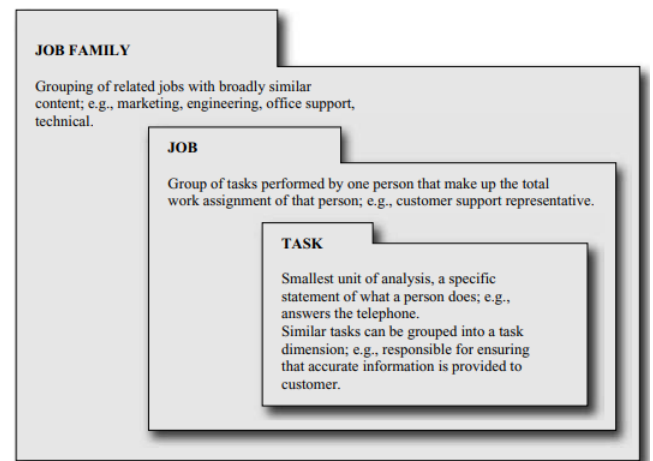 JOB FAMILY
Grouping of related jobs with broadly similar
content; e.g., marketing, engineering, office support,
technical.
JOB
Group of tasks performed by one person that make up the total
work assignment of that person; e.g., customer support representative.
TASK
Smallest unit of analysis, a specific
statement of what a person does; e.g.,
answers the telephone.
Similar tasks can be grouped into a task
dimension; e.g., responsible for ensuring
that accurate information is provided to
customer.